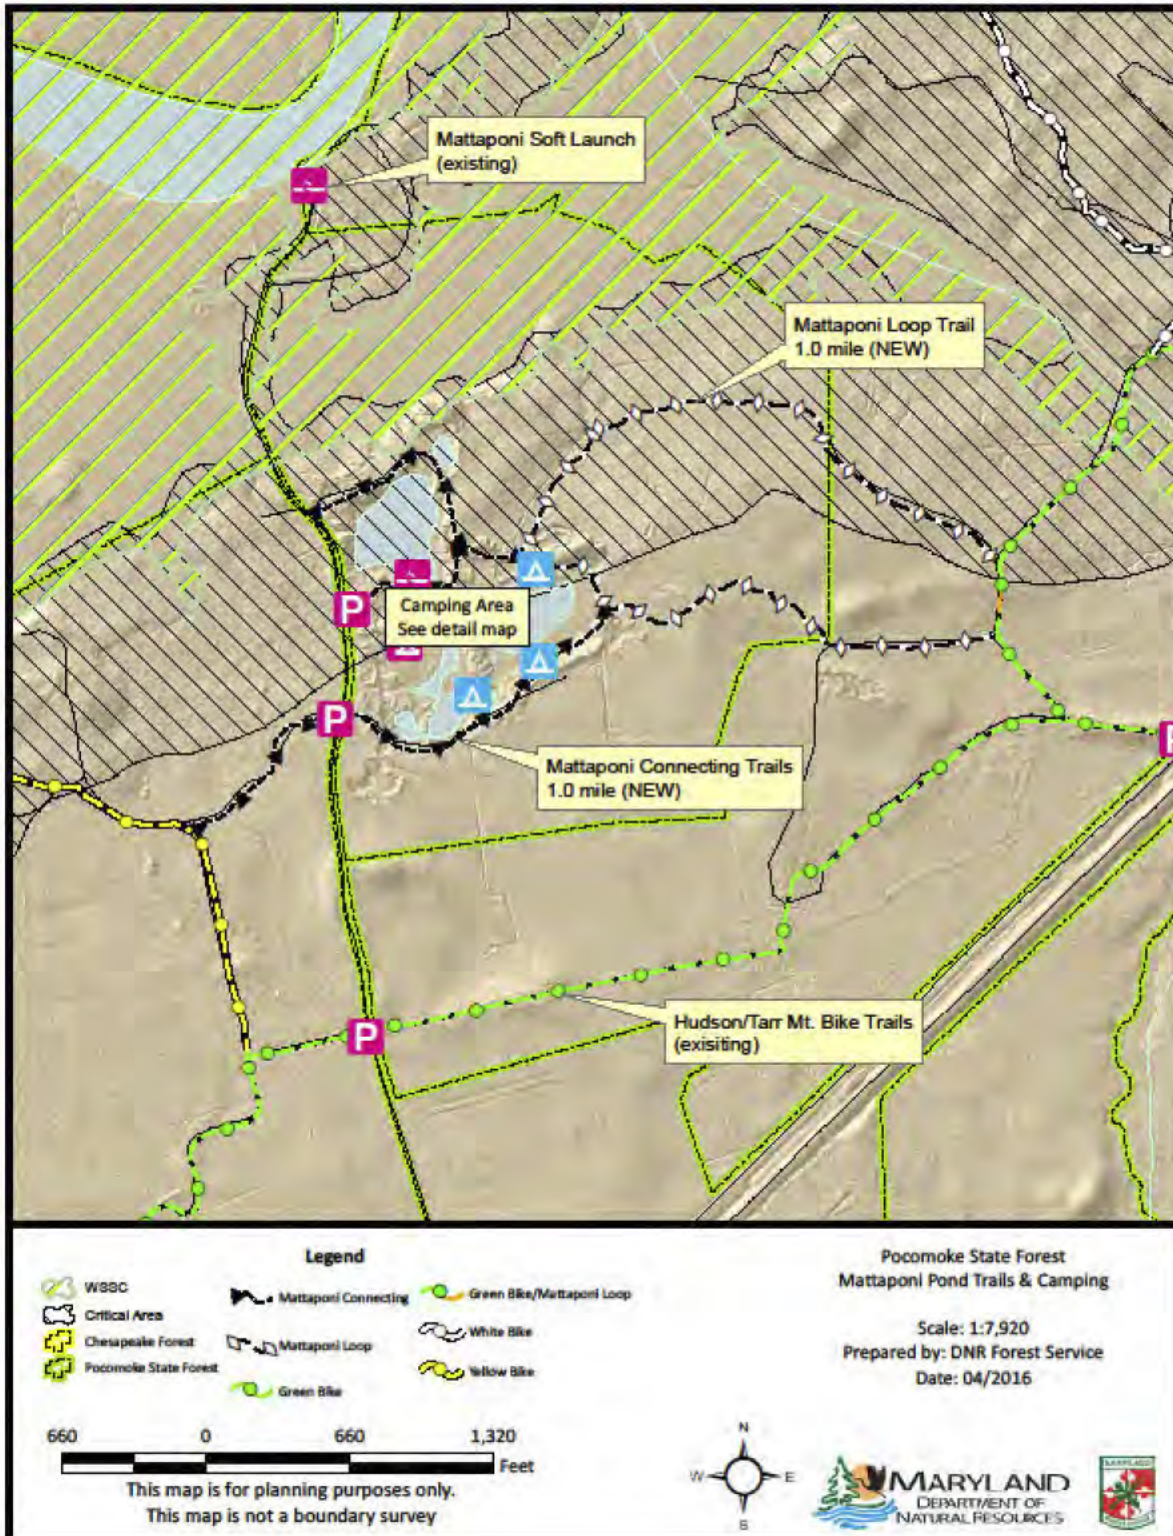 Mattaponi Soft Launch
(existing)
Mattaponi Loop Trail
1.0 mile (NEW)
P
Camping Area
See detail map
P
Mattaponi Connecting Trails
1.0 mile (NEW)
P
Hudson/Tarr Mt. Bike Trails
(exisiting)
P
Legend
WSSC
Critical Area
Chesapeake Forest
Pocomoke State Forest
Mattaponi Connecting
Mattaponi Loop
Green Bike
Green Bike/Mattaponi Loop
White Bike
Yellow Bike
Pocomoke State Forest
Mattaponi Pond Trails & Camping
Scale: 1:7,920
Prepared by: DNR Forest Service
Date: 04/2016
660 0 660 1,320
Feet
This map is for planning purposes only.
This map is not a boundary survey
N
W E
S
MARYLAND
DEPARTMENT OF
NATURAL RESOURCES
MARYLAND